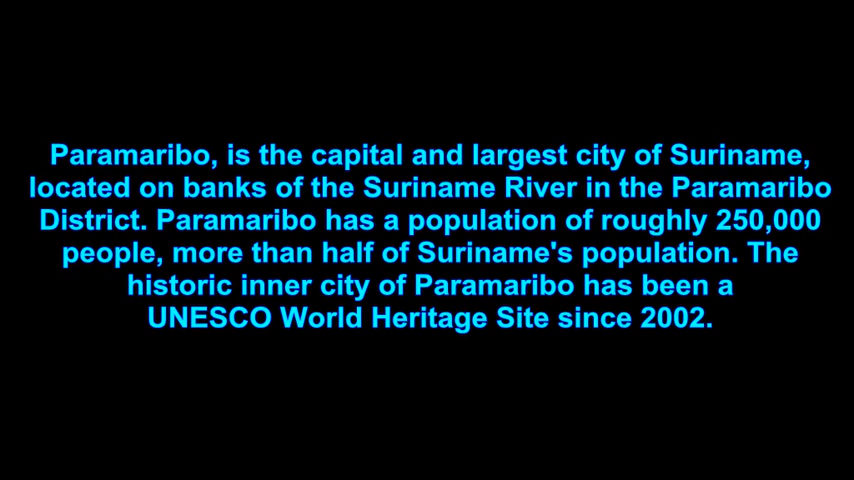 Paramaribo, is the capital and largest city of Suriname,
located on banks of the Suriname River in the Paramaribo
District. Paramaribo has a population of roughly 250,000
people, more than half of Suriname's population. The
historic inner city of Paramaribo has been a
UNESCO World Heritage Site since 2002.